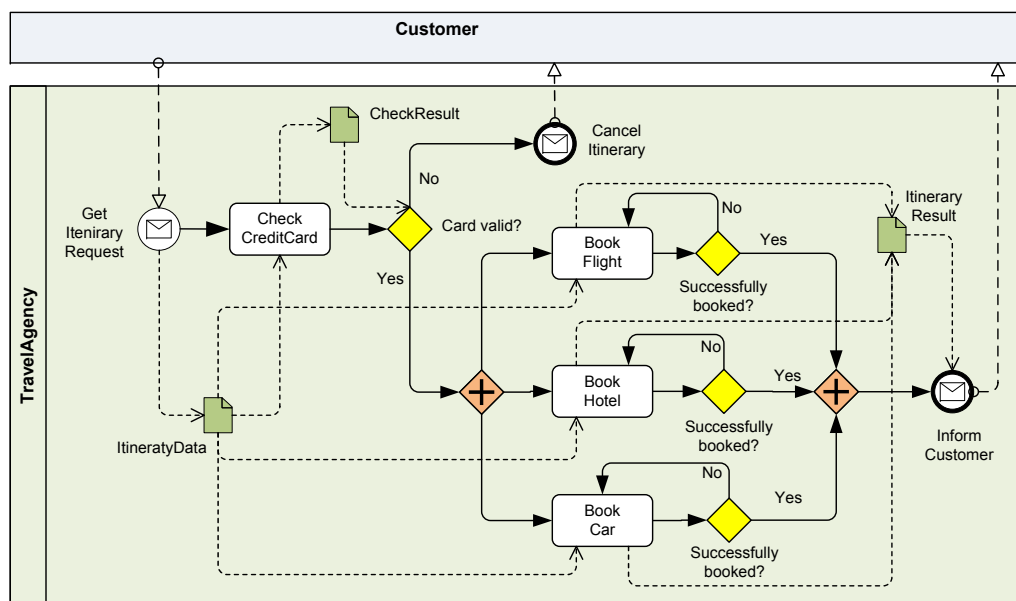 Customer
TravelAgency
CheckResult
Cancel
Itinerary
No
Get
Itenirary
Request
Check
CreditCard
Card valid?
Yes
Book
Flight
No
Yes
Successfully
booked?
Itinerary
Result
ItineratyData
Book
Hotel
No
Yes
Successfully
booked?
Inform
Customer
Book
Car
No
Yes
Successfully
booked?